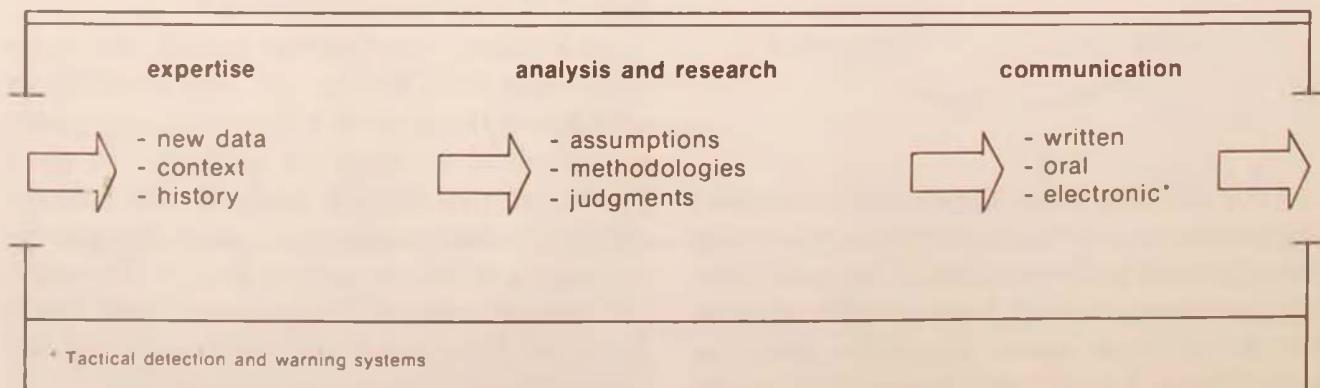 expertise
- new data
- context
- history
analysis and research
- assumptions
- methodologies
- judgments
communication
- written
- oral
- electronic*
* Tactical detection and warning systems